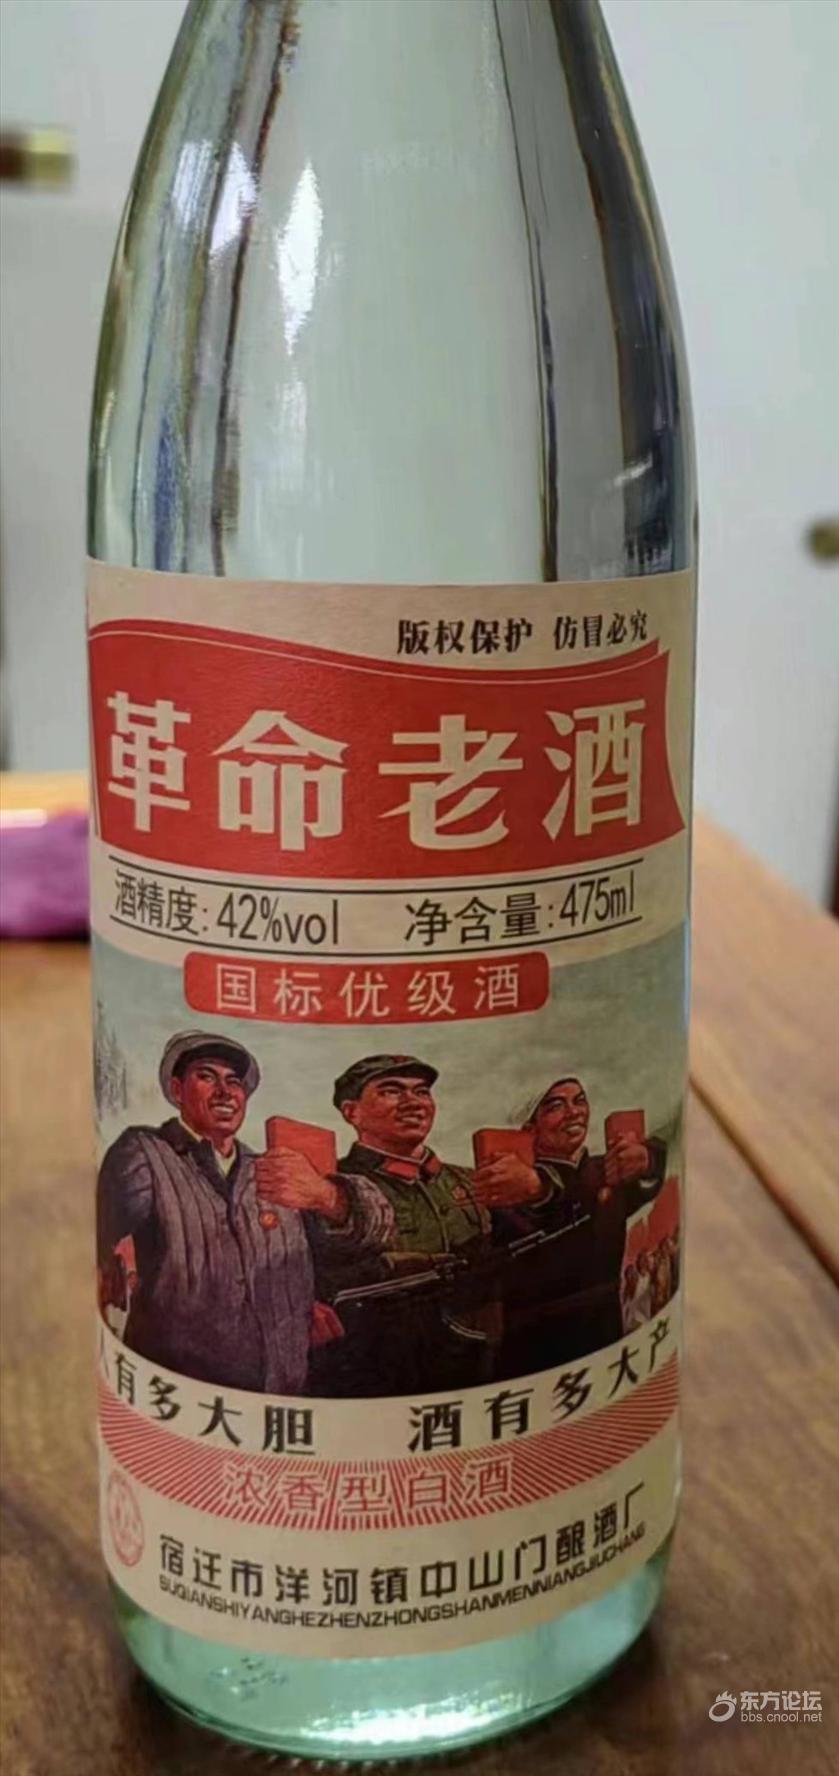 版权保护 仿冒必究
革命老酒
酒精度:42%vol 净含量:475ml
国标优级酒
人有多大胆 酒有多大产
浓香型白酒
宿迁市洋河镇中山门酿酒厂
SUQIANSHIYANGHEZHENZHONGSHANMENNIANGJIUCHANG
东方论坛
bbs.cnool.net